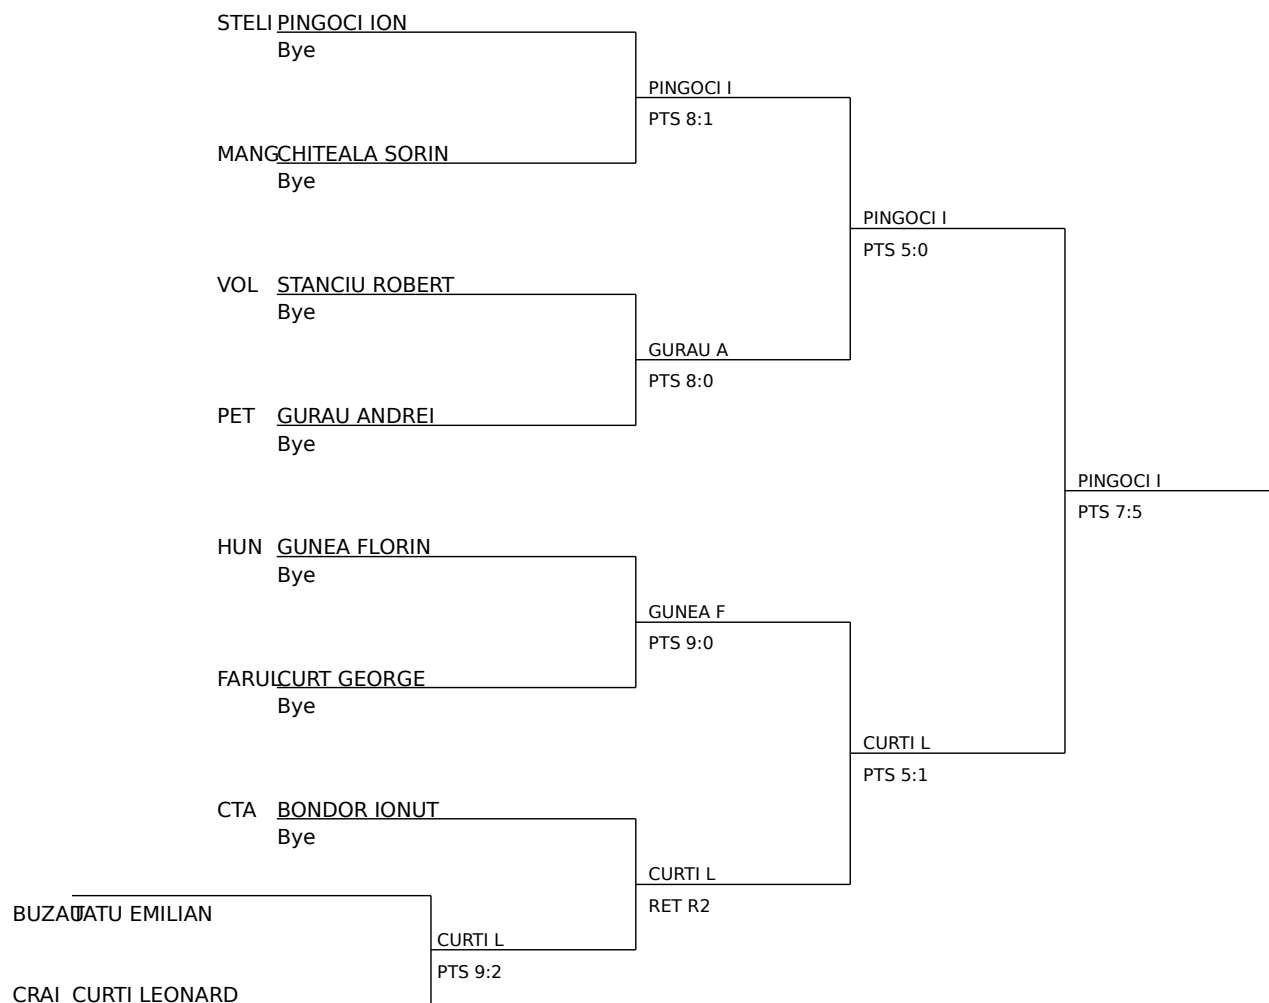 STELI PINGOCI ION
Bye
PINGOCI I
PTS 8:1
MANG CHITEALA SORIN
Bye
PINGOCI I
PTS 5:0
VOL STANCIU ROBERT
Bye
GURAU A
PTS 8:0
PET GURAU ANDREI
Bye
PINGOCI I
PTS 7:5
HUN GUNEA FLORIN
Bye
GUNEA F
PTS 9:0
FARUL CURT GEORGE
Bye
CURTI L
PTS 5:1
CTA BONDOR IONUT
Bye
CURTI L
RET R2
BUZAU TATU EMILIAN
CURTI L
PTS 9:2
CRAI CURTI LEONARD